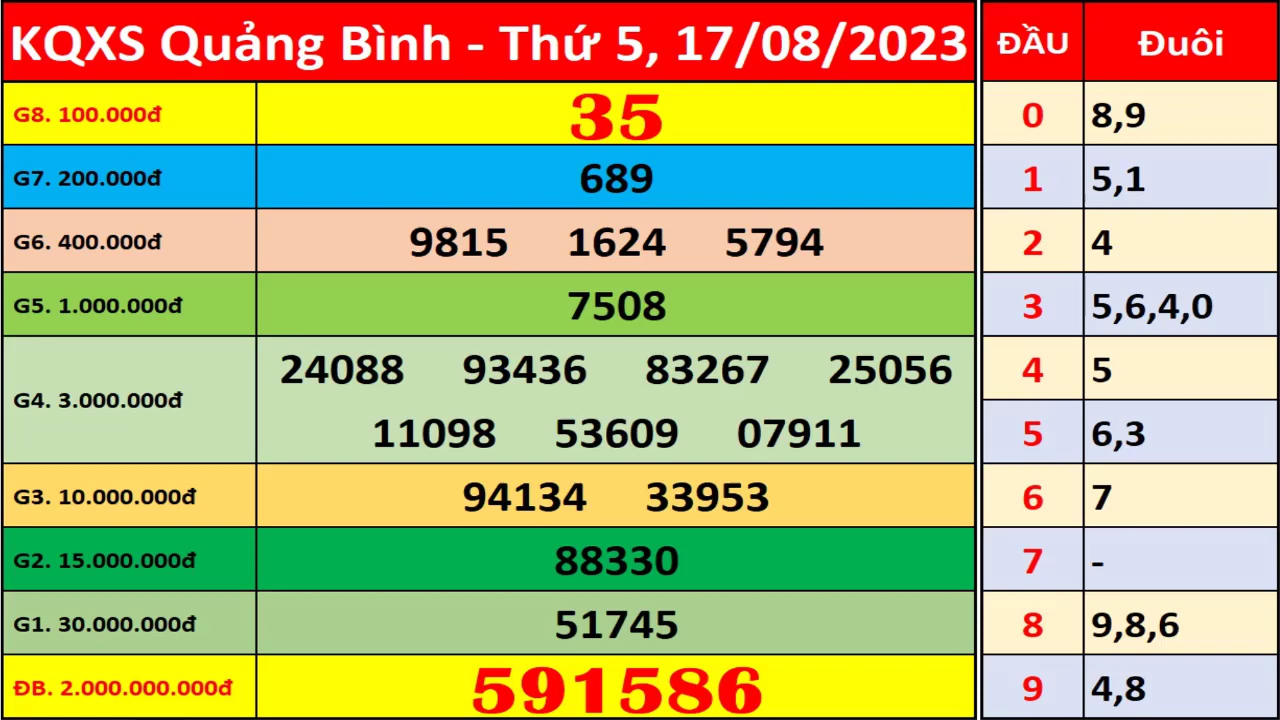 KQXS Quảng Bình - Thứ 5, 17/08/2023
G8. 100.000đ 35
G7. 200.000đ 689
G6. 400.000đ 9815 1624 5794
G5. 1.000.000đ 7508
G4. 3.000.000đ
24088 93436 83267 25056
11098 53609 07911
G3. 10.000.000đ 94134 33953
G2. 15.000.000đ 88330
G1. 30.000.000đ 51745
ĐB. 2.000.000.000đ 591586
ĐẦU Đuôi
0 8,9
1 5,1
2 4
3 5,6,4,0
4 5
5 6,3
6 7
7 -
8 9,8,6
9 4,8